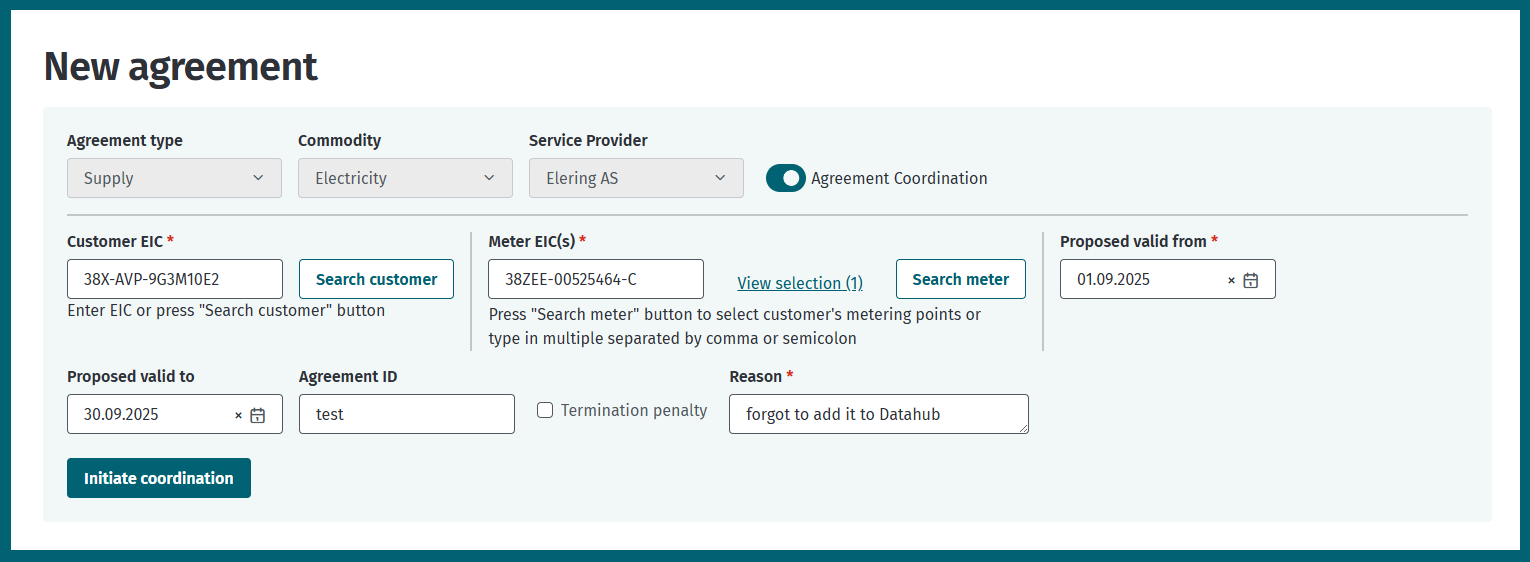 New agreement
Agreement type Commodity Service Provider
Supply Electricity Elering AS Agreement Coordination
Customer EIC * Meter EIC(s) * Proposed valid from *
38X-AVP-9G3M10E2 Search customer 38ZEE-00525464-C View selection (1) Search meter 01.09.2025 ×
Enter EIC or press "Search customer" button
Press "Search meter" button to select customer's metering points or
type in multiple separated by comma or semicolon
Proposed valid to Agreement ID Reason *
30.09.2025 × test Termination penalty forgot to add it to Datahub
Initiate coordination